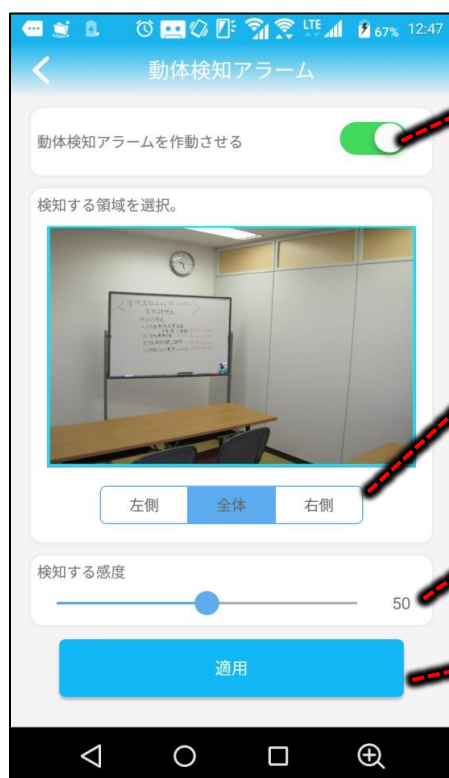 LTE 67% 12:47
動体検知アラーム
動体検知アラームを作動させる
検知する領域を選択。
左側 全体 右側
検知する感度
50
適用